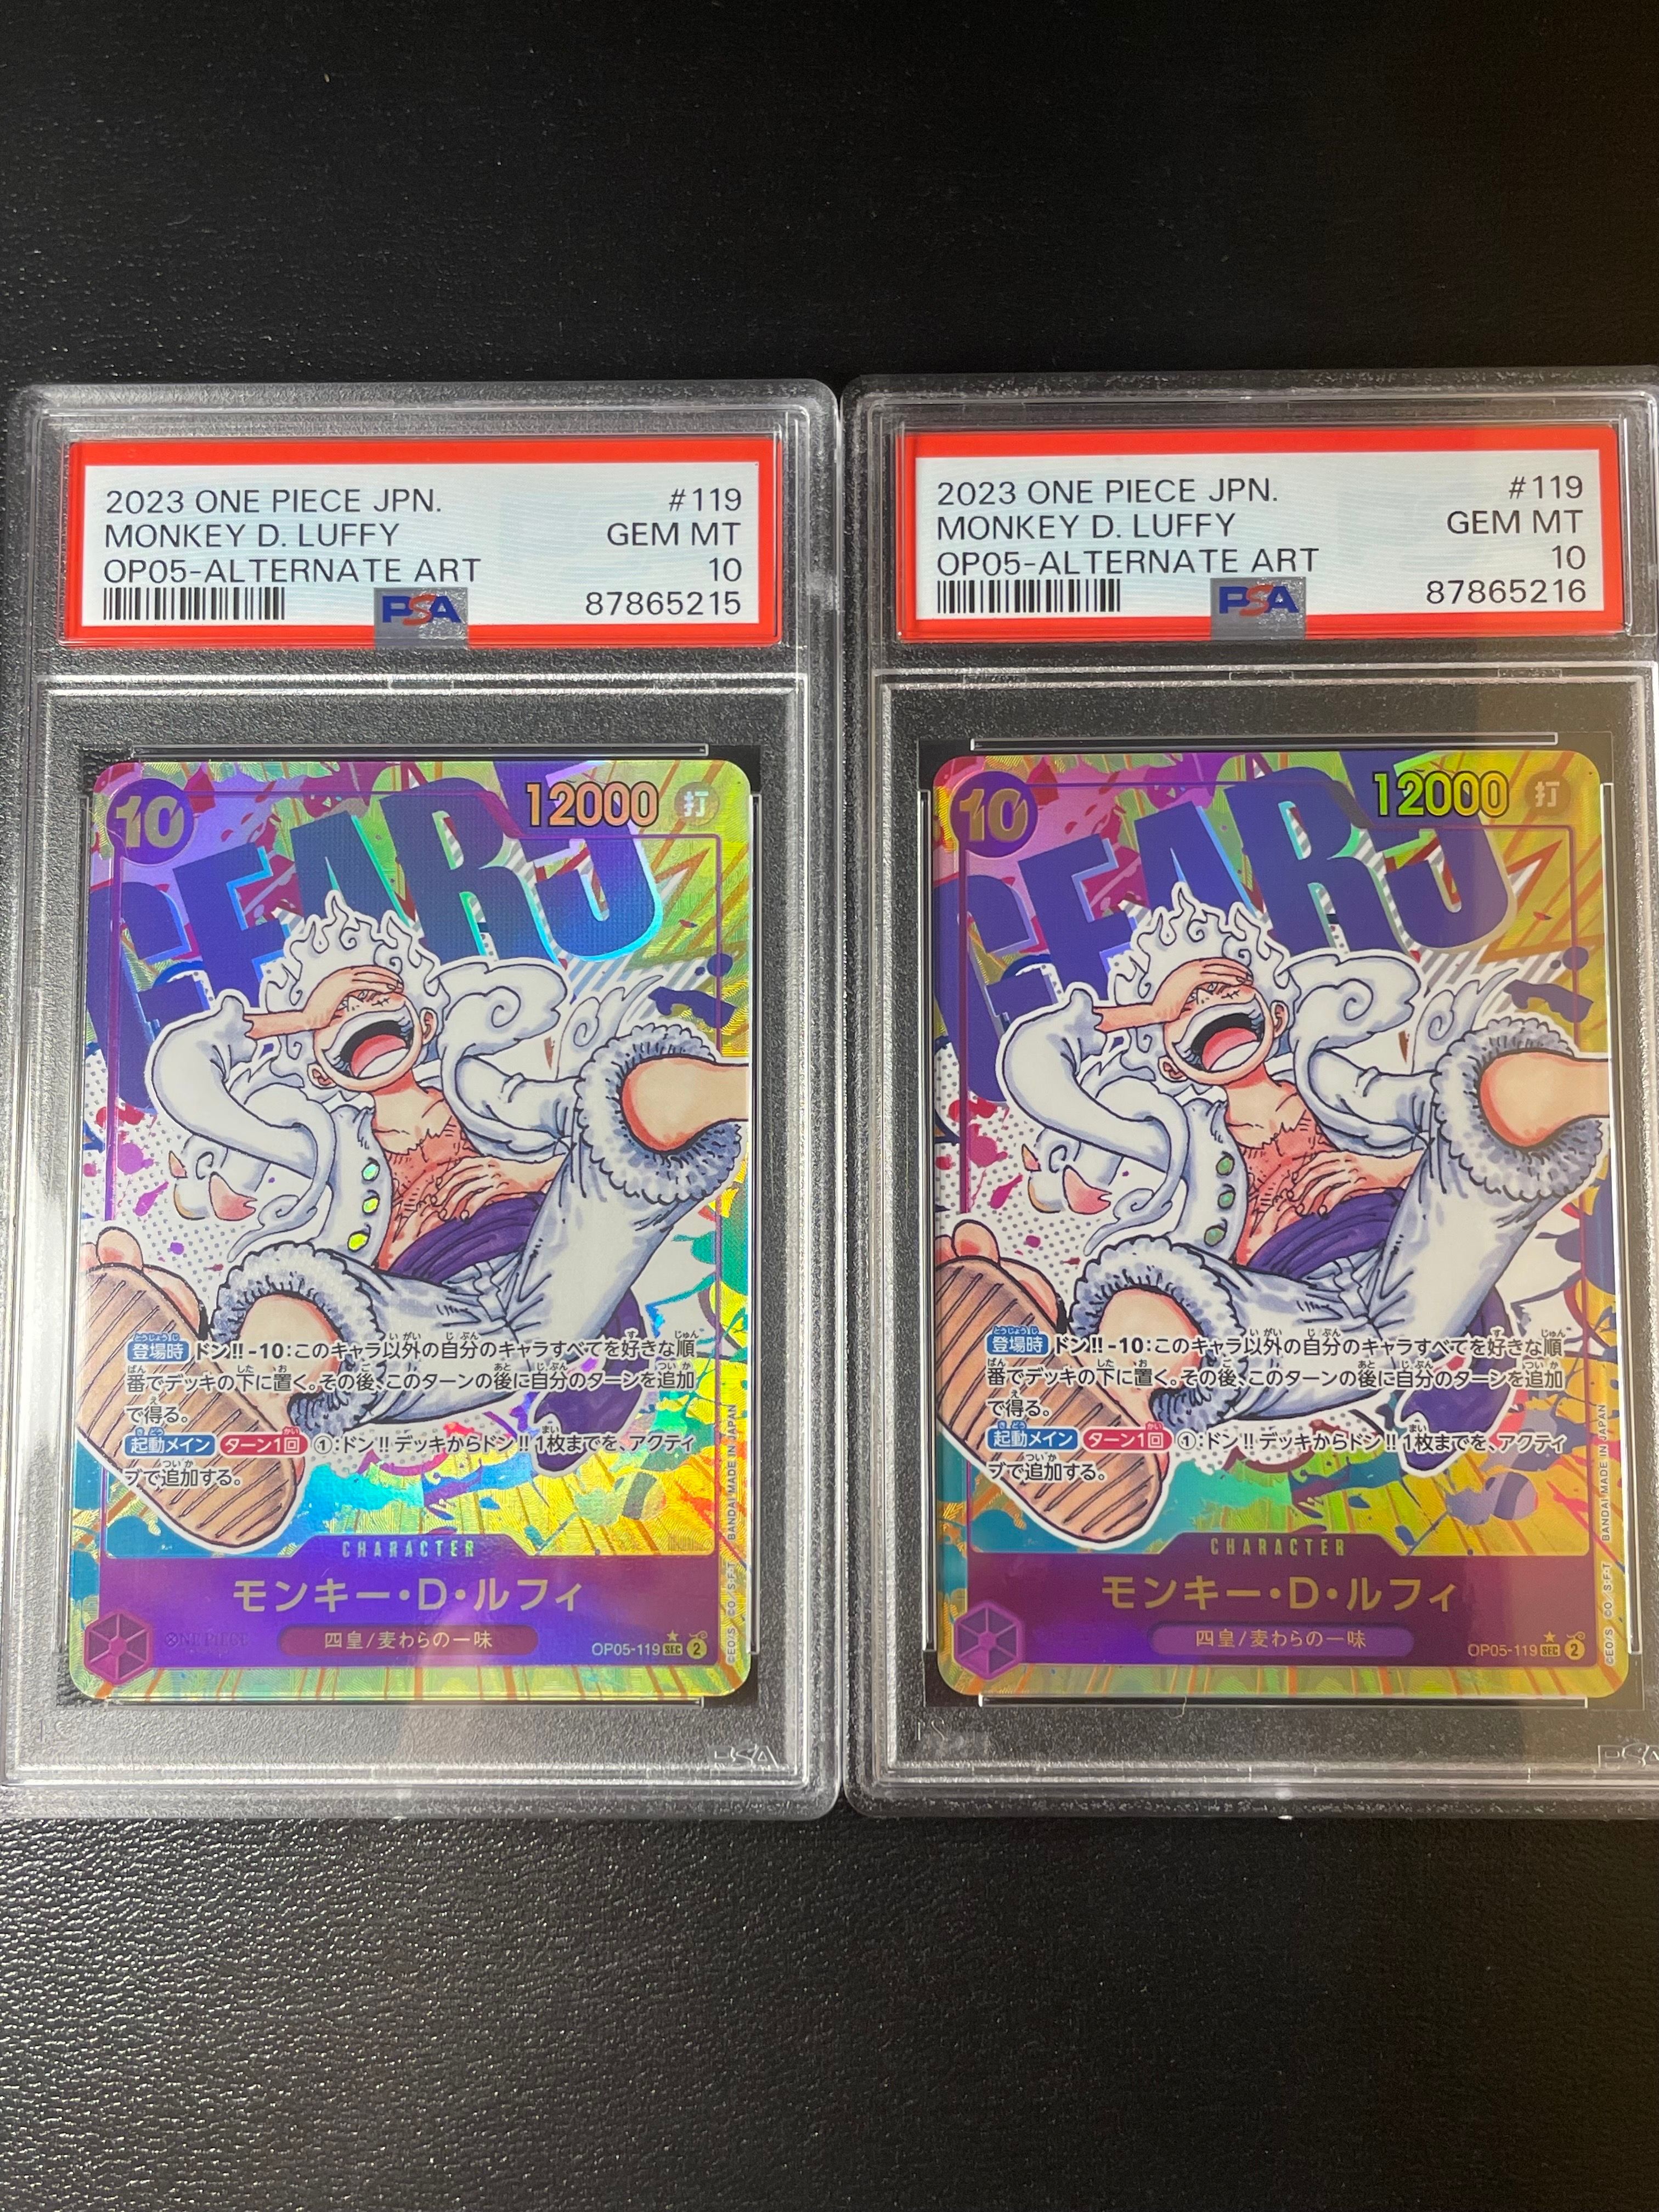 2023 ONE PIECE JPN. #119
MONKEY D. LUFFY GEM MT
OP05-ALTERNATE ART 10
PSA 87865215
10
12000 打
GEAR5
登場時 ドン!!-10:このキャラ以外の自分のキャラすべてを好きな順
番でデッキの下に置く。その後、このターンの後に自分のターンを追加
で得る。
起動メイン ターン1回 ①:ドン!!デッキからドン!!1枚までを、アクティ
ブで追加する。
CHARACTER
モンキー・D・ルフィ
四皇/麦わらの一味
ONE PIECE
OP05-119 SEC 2
BANDAI MADE IN JAPAN
PSA
2023 ONE PIECE JPN. #119
MONKEY D. LUFFY GEM MT
OP05-ALTERNATE ART 10
PSA 87865216
10
12000 打
GEAR5
登場時 ドン!!-10:このキャラ以外の自分のキャラすべてを好きな順
番でデッキの下に置く。その後、このターンの後に自分のターンを追加
で得る。
起動メイン ターン1回 ①:ドン!!デッキからドン!!1枚までを、アクティ
ブで追加する。
CHARACTER
モンキー・D・ルフィ
四皇/麦わらの一味
OP05-119 SEC 2
BANDAI MADE IN JAPAN
PSA